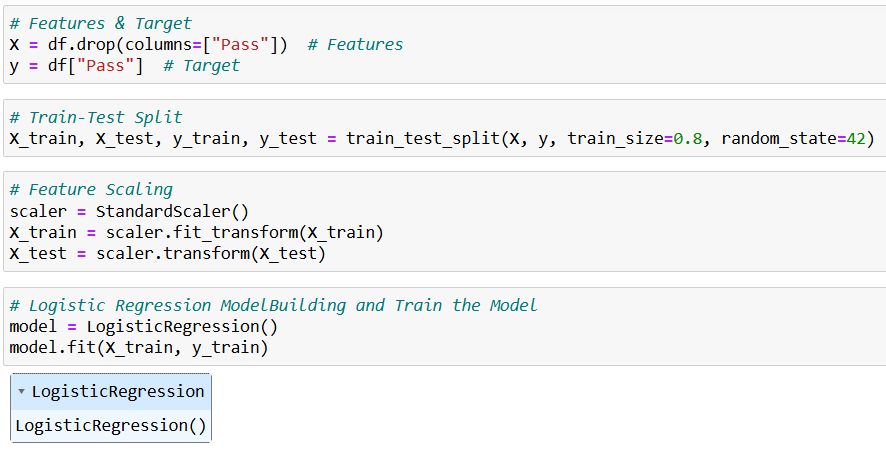 # Features & Target
X = df.drop(columns=["Pass"])  # Features
y = df["Pass"]  # Target
# Train-Test Split
X_train, X_test, y_train, y_test = train_test_split(X, y, train_size=0.8, random_state=42)
# Feature Scaling
scaler = StandardScaler()
X_train = scaler.fit_transform(X_train)
X_test = scaler.transform(X_test)
# Logistic Regression ModelBuilding and Train the Model
model = LogisticRegression()
model.fit(X_train, y_train)
LogisticRegression
LogisticRegression()